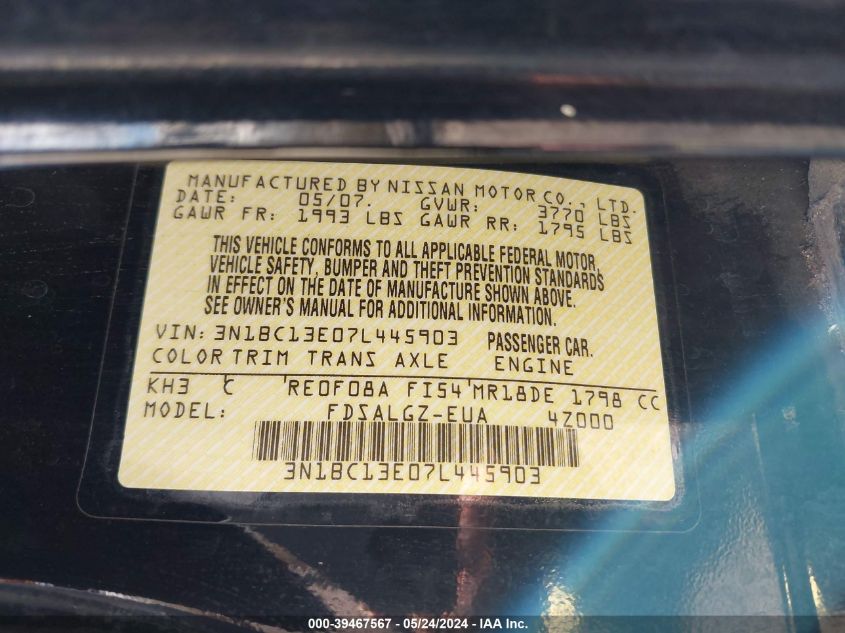 MANUFACTURED BY NISSAN MOTOR CO., LTD.
DATE: 05/07. GVWR: 3770 LBS
GAWR FR: 1993 LBS GAWR RR: 1795 LBS
THIS VEHICLE CONFORMS TO ALL APPLICABLE FEDERAL MOTOR
VEHICLE SAFETY, BUMPER AND THEFT PREVENTION STANDARDS
IN EFFECT ON THE DATE OF MANUFACTURE SHOWN ABOVE.
SEE OWNER'S MANUAL FOR ADDITIONAL INFORMATION.
VIN: 3N1BC13E07L445903 PASSENGER CAR.
COLOR TRIM TRANS AXLE ENGINE
KH3 C RE0F08A FI54 MR18DE 1798 CC
MODEL: FDSALGZ-EUA 4Z000
3N1BC13E07L445903
000-39467567 - 05/24/2024 - IAA Inc.